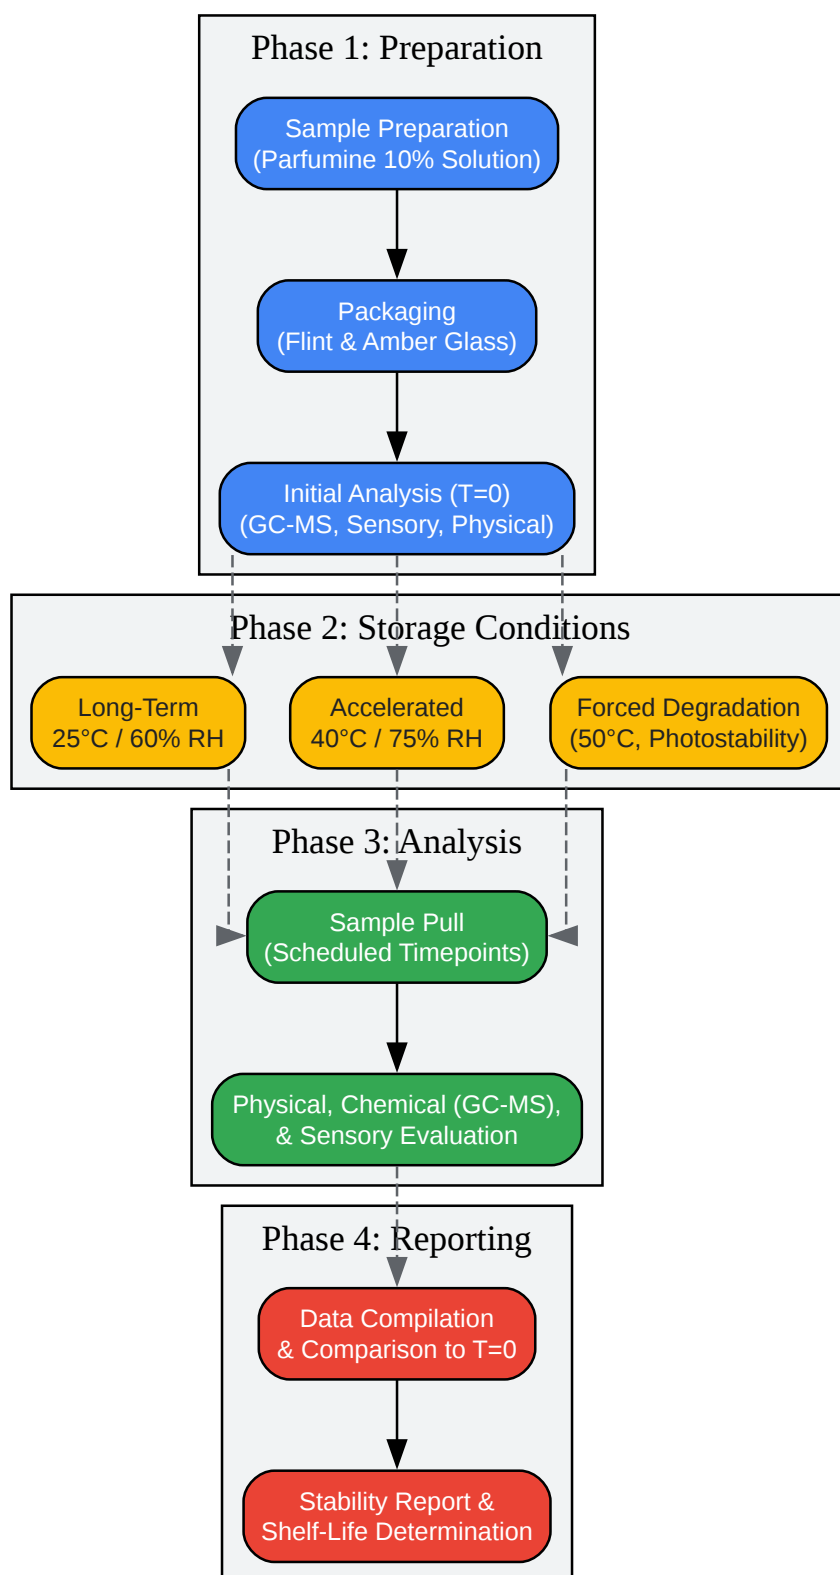 Phase 1: Preparation
Sample Preparation
(Parfumine 10% Solution)
Packaging
(Flint & Amber Glass)
Initial Analysis (T=0)
(GC-MS, Sensory, Physical)
Phase 2: Storage Conditions
Long-Term
25°C / 60% RH
Accelerated
40°C / 75% RH
Forced Degradation
(50°C, Photostability)
Phase 3: Analysis
Sample Pull
(Scheduled Timepoints)
Physical, Chemical (GC-MS),
& Sensory Evaluation
Phase 4: Reporting
Data Compilation
& Comparison to T=0
Stability Report &
Shelf-Life Determination